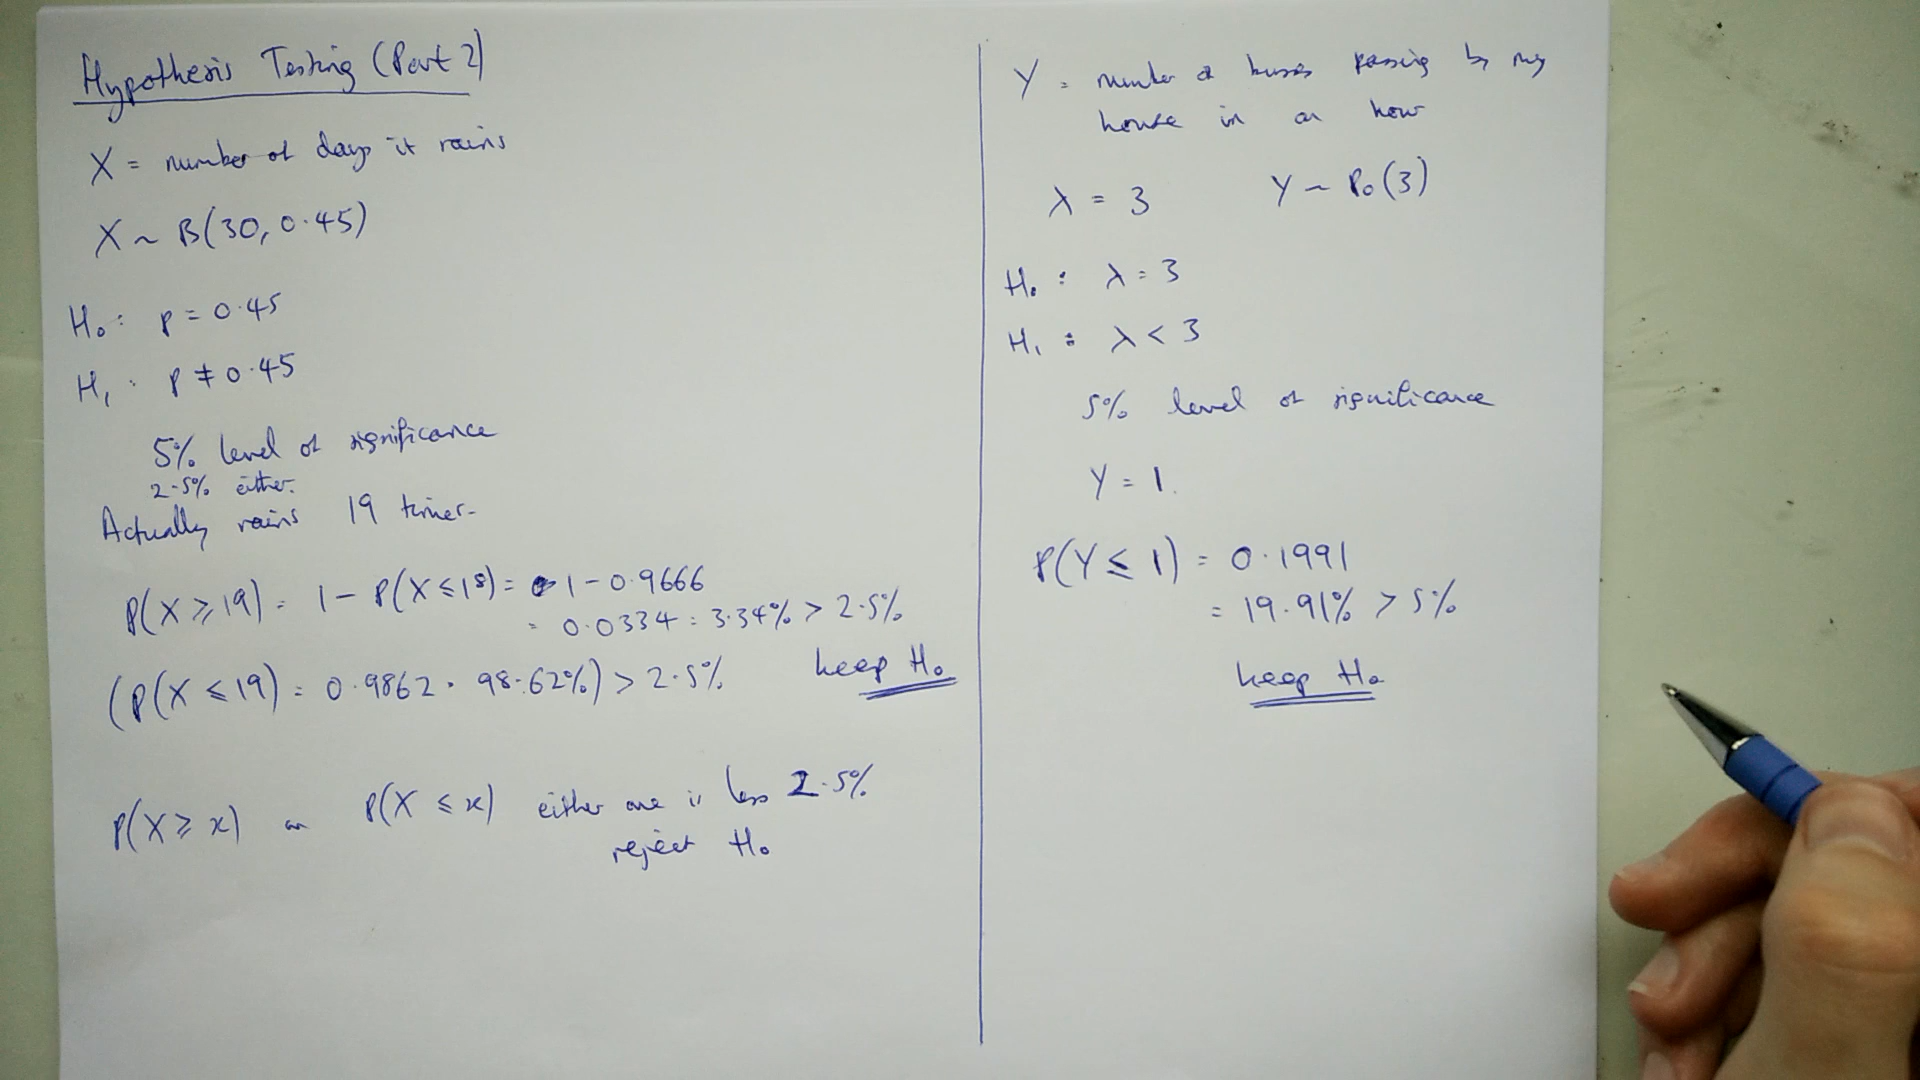 Hypothesis Testing (Part 2)
X = number of days it rains
X ~ B(30, 0.45)
H₀: p = 0.45
H₁: p ≠ 0.45
5% level of significance
2.5% either.
Actually rains 19 times.
P(X ≥ 19) = 1 - P(X ≤ 18) = 1 - 0.9666
= 0.0334 = 3.34% > 2.5%
(P(X ≤ 19) = 0.9862 = 98.62%) > 2.5%
keep H₀
P(X ≥ x) or P(X ≤ x) either one is less 2.5%
reject H₀
Y = number of buses passing by my
house in an hour
λ = 3 Y ~ Po(3)
H₀ : λ = 3
H₁ : λ < 3
5% level of significance
Y = 1.
P(Y ≤ 1) = 0.1991
= 19.91% > 5%
keep H₀